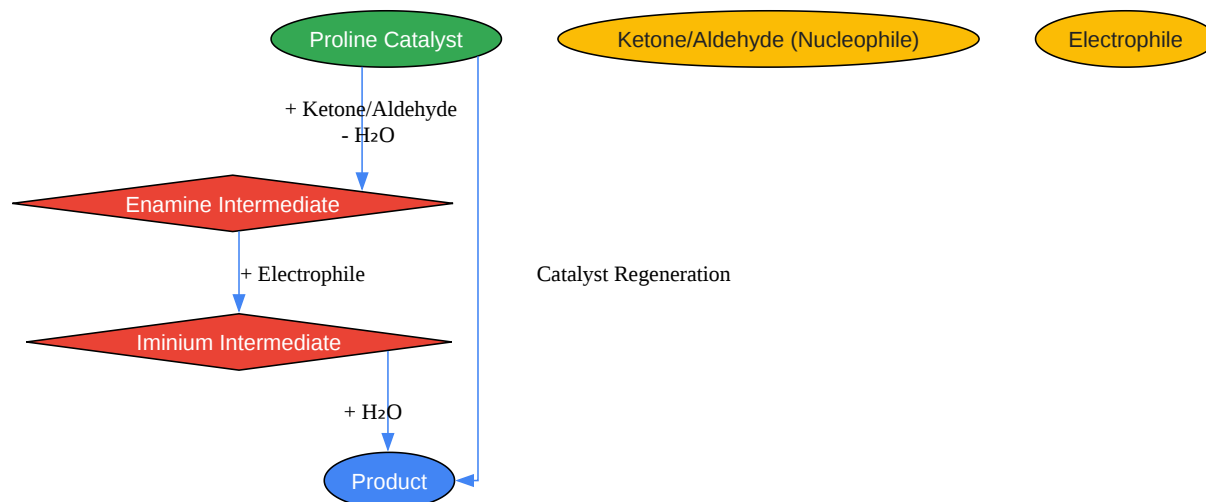 Proline Catalyst
Ketone/Aldehyde (Nucleophile)
Electrophile
+ Ketone/Aldehyde
- H₂O
Enamine Intermediate
+ Electrophile
Catalyst Regeneration
Iminium Intermediate
+ H₂O
Product